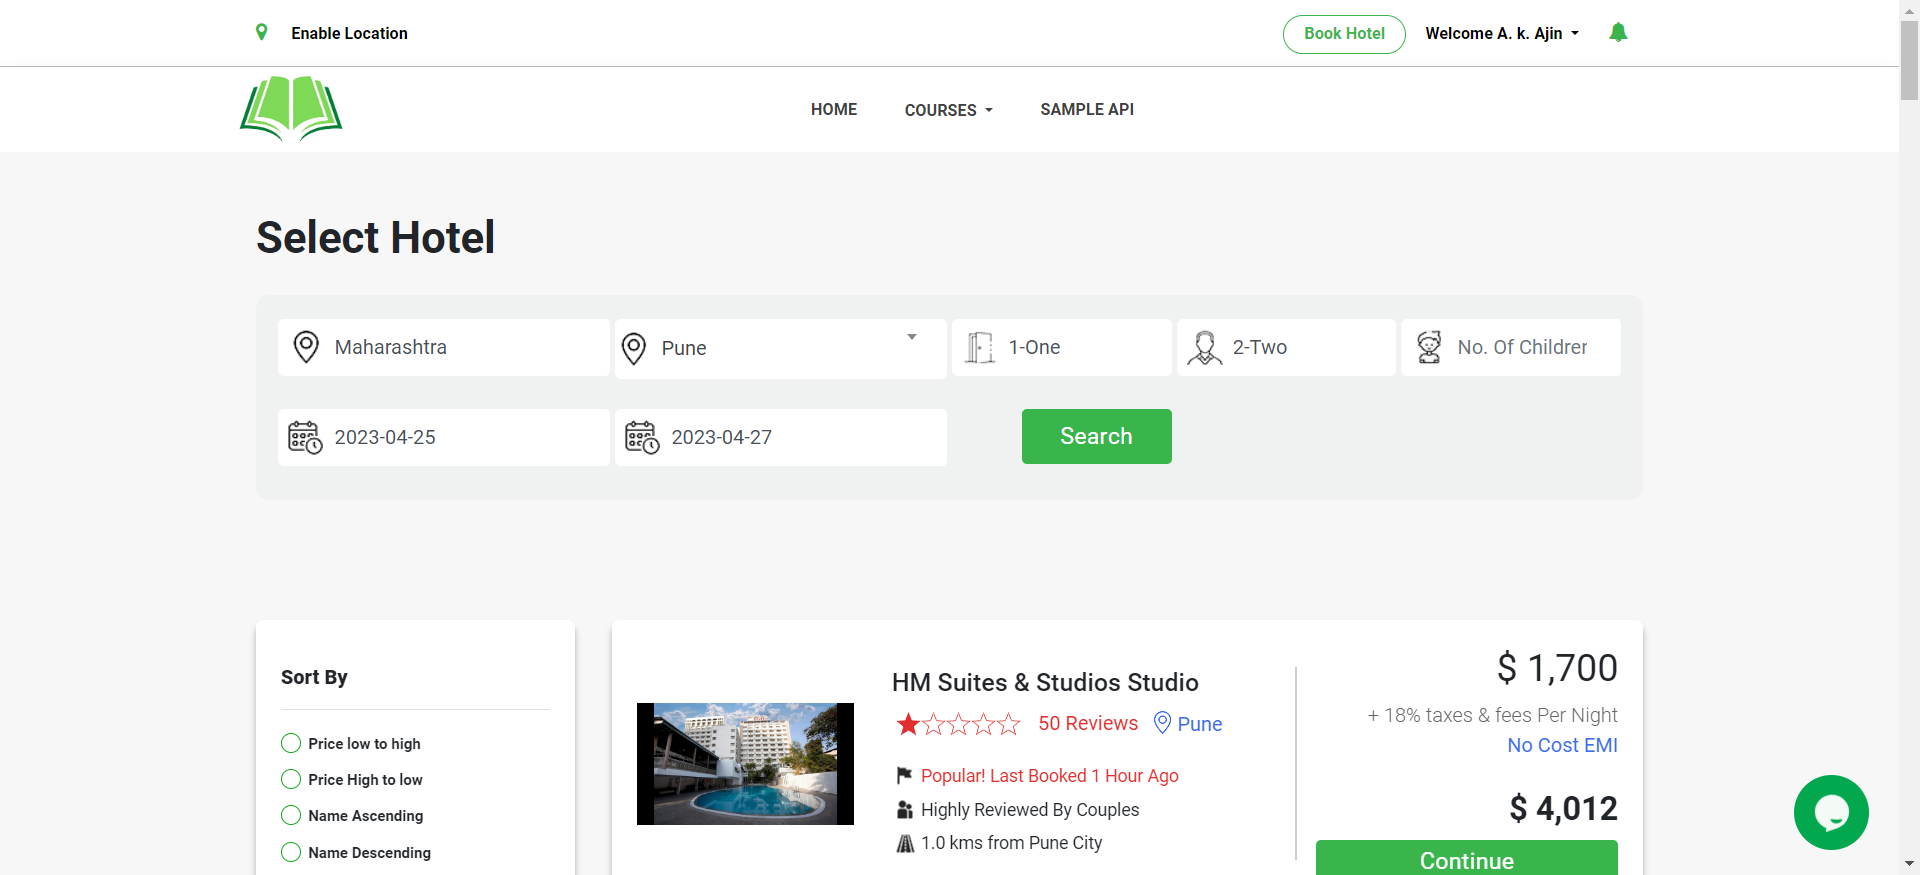 Enable Location
Book Hotel
Welcome A. k. Ajin
HOME
COURSES
SAMPLE API
Select Hotel
Maharashtra
Pune
1-One
2-Two
No. Of Childrer
2023-04-25
2023-04-27
Search
Sort By
Price low to high
Price High to low
Name Ascending
Name Descending
HM Suites & Studios Studio
50 Reviews
Pune
Popular! Last Booked 1 Hour Ago
Highly Reviewed By Couples
1.0 kms from Pune City
$ 1,700
+ 18% taxes & fees Per Night
No Cost EMI
$ 4,012
Continue